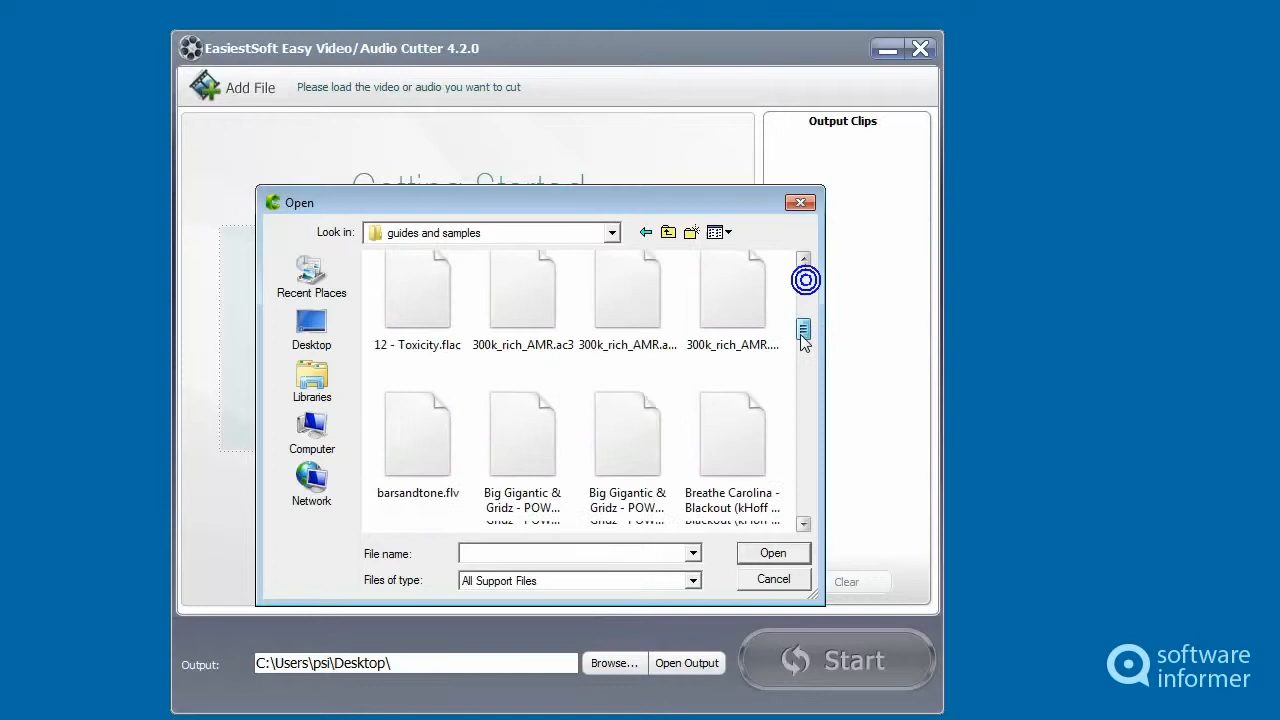 EasiestSoft Easy Video/Audio Cutter 4.2.0
Add File
Please load the video or audio you want to cut
Output Clips
Getting Started
Open
Look in:
guides and samples
Recent Places
Desktop
Libraries
Computer
Network
12 - Toxicity.flac
300k_rich_AMR.ac3
300k_rich_AMR.a...
300k_rich_AMR....
barsandtone.flv
Big Gigantic &
Gridz - POW...
Big Gigantic &
Gridz - POW...
Breathe Carolina -
Blackout (kHoff ...
File name:
Open
Files of type:
All Support Files
Cancel
Clear
Output:
C:\Users\psi\Desktop\
Browse...
Open Output
Start
software
informer